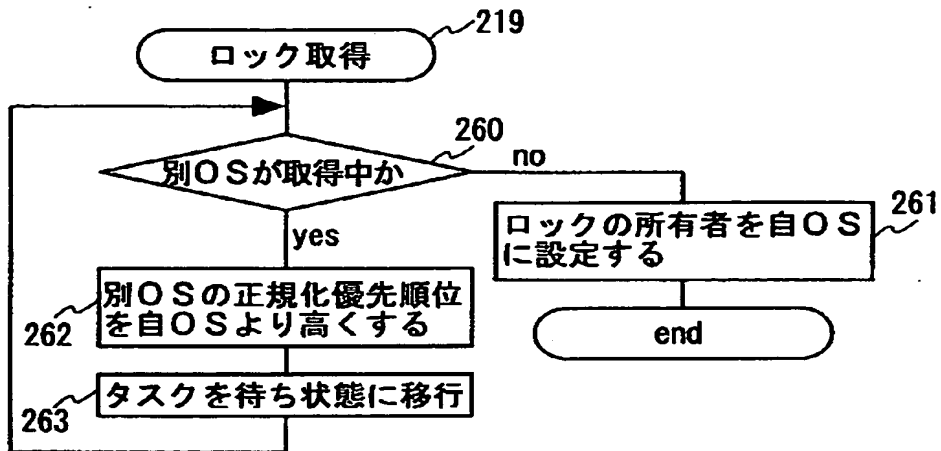 219
ロック取得
260
別OSが取得中か
no
yes
261
ロックの所有者を自OS
に設定する
262
別OSの正規化優先順位
を自OSより高くする
end
263
タスクを待ち状態に移行